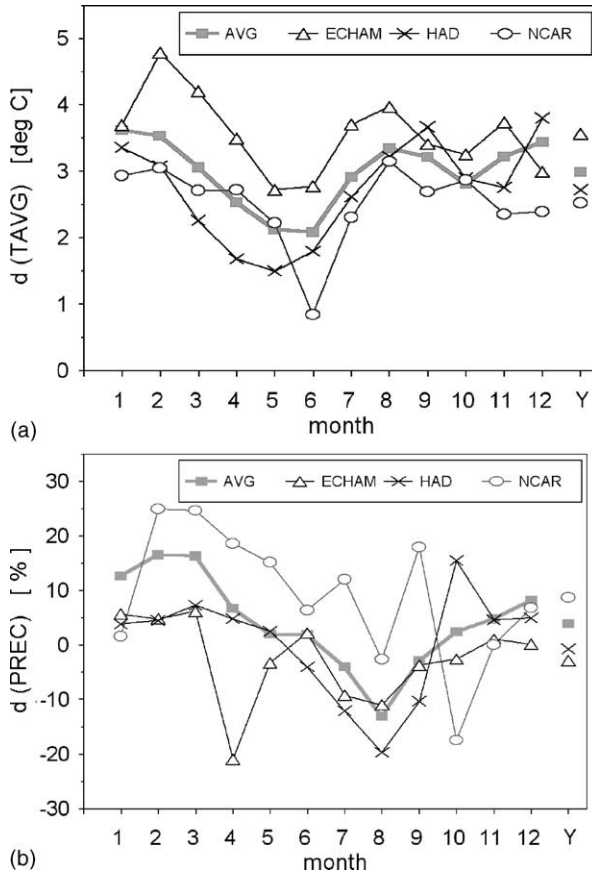 AVG ECHAM HAD NCAR
d (TAVG) [deg C]
5
4
3
2
1
0
1 2 3 4 5 6 7 8 9 10 11 12 Y
month
(a)
AVG ECHAM HAD NCAR
d (PREC) [ % ]
30
20
10
0
-10
-20
-30
1 2 3 4 5 6 7 8 9 10 11 12 Y
month
(b)